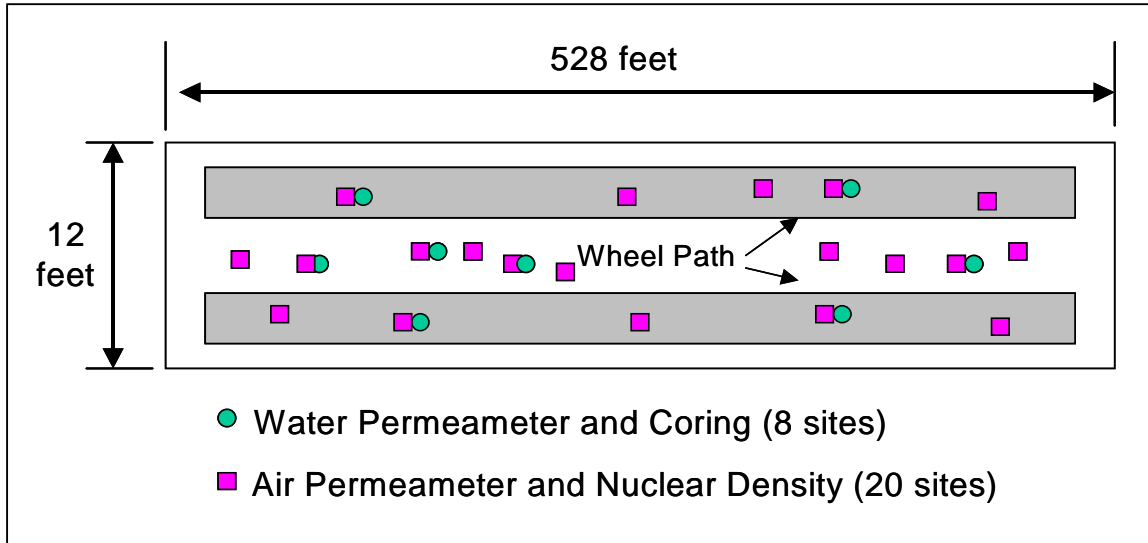 528 feet
12
feet
Wheel Path
Water Permeameter and Coring (8 sites)
Air Permeameter and Nuclear Density (20 sites)